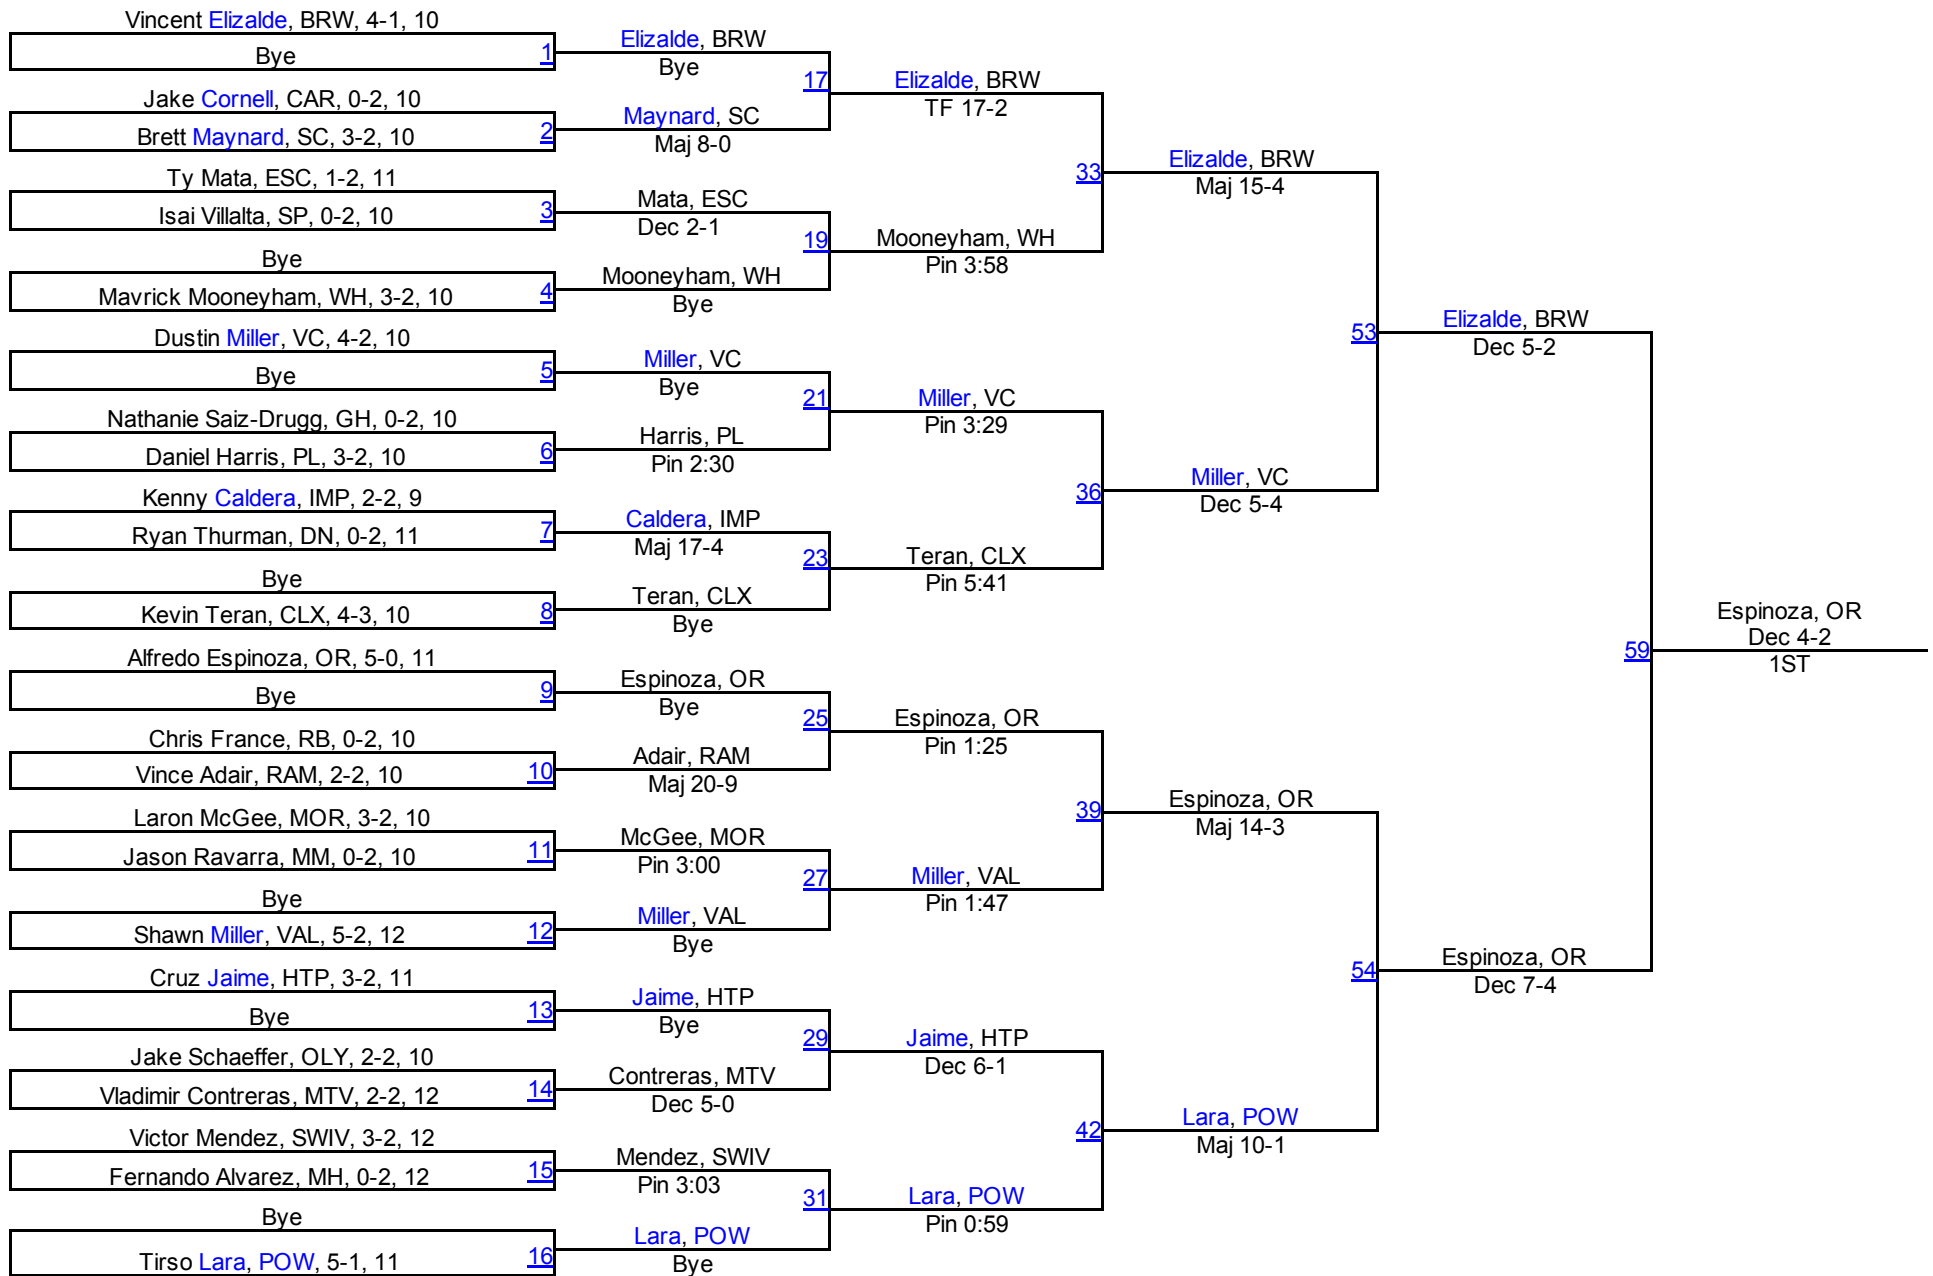 Vincent Elizalde, BRW, 4-1, 10
Bye
1
Jake Cornell, CAR, 0-2, 10
Brett Maynard, SC, 3-2, 10
2
Ty Mata, ESC, 1-2, 11
Isai Villalta, SP, 0-2, 10
3
Bye
Mavrick Mooneyham, WH, 3-2, 10
4
Dustin Miller, VC, 4-2, 10
Bye
5
Nathanie Saiz-Drugg, GH, 0-2, 10
Daniel Harris, PL, 3-2, 10
6
Kenny Caldera, IMP, 2-2, 9
Ryan Thurman, DN, 0-2, 11
7
Bye
Kevin Teran, CLX, 4-3, 10
8
Alfredo Espinoza, OR, 5-0, 11
Bye
9
Chris France, RB, 0-2, 10
Vince Adair, RAM, 2-2, 10
10
Laron McGee, MOR, 3-2, 10
Jason Ravarra, MM, 0-2, 10
11
Bye
Shawn Miller, VAL, 5-2, 12
12
Cruz Jaime, HTP, 3-2, 11
Bye
13
Jake Schaeffer, OLY, 2-2, 10
Vladimir Contreras, MTV, 2-2, 12
14
Victor Mendez, SWIV, 3-2, 12
Fernando Alvarez, MH, 0-2, 12
15
Bye
Tirso Lara, POW, 5-1, 11
16
Elizalde, BRW
Bye
17
Maynard, SC
Maj 8-0
Mata, ESC
Dec 2-1
19
Mooneyham, WH
Bye
Miller, VC
Bye
21
Harris, PL
Pin 2:30
Caldera, IMP
Maj 17-4
23
Teran, CLX
Bye
Espinoza, OR
Bye
25
Adair, RAM
Maj 20-9
McGee, MOR
Pin 3:00
27
Miller, VAL
Bye
Jaime, HTP
Bye
29
Contreras, MTV
Dec 5-0
Mendez, SWIV
Pin 3:03
31
Lara, POW
Bye
Elizalde, BRW
TF 17-2
33
Mooneyham, WH
Pin 3:58
Miller, VC
Pin 3:29
36
Teran, CLX
Pin 5:41
Espinoza, OR
Pin 1:25
39
Miller, VAL
Pin 1:47
Jaime, HTP
Dec 6-1
42
Lara, POW
Pin 0:59
Elizalde, BRW
Maj 15-4
53
Miller, VC
Dec 5-4
Espinoza, OR
Maj 14-3
54
Lara, POW
Maj 10-1
Elizalde, BRW
Dec 5-2
59
Espinoza, OR
Dec 7-4
Espinoza, OR
Dec 4-2
1ST